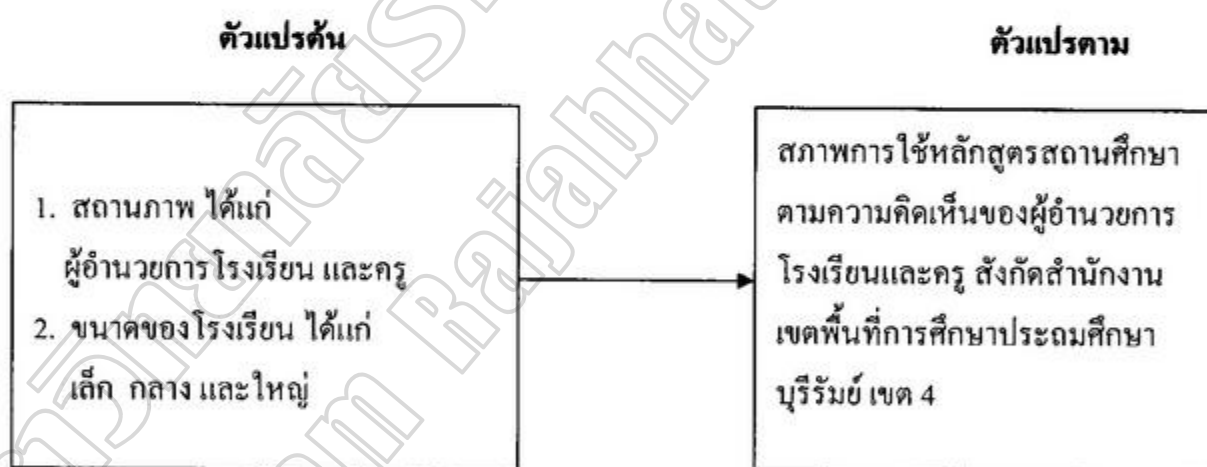 ตัวแปรต้น
ตัวแปรตาม
1. สถานภาพ ได้แก่
ผู้อำนวยการโรงเรียน และครู
2. ขนาดของโรงเรียน ได้แก่
เล็ก กลาง และใหญ่
สภาพการใช้หลักสูตรสถานศึกษา
ตามความคิดเห็นของผู้อำนวยการ
โรงเรียนและครู สังกัดสำนักงาน
เขตพื้นที่การศึกษาประถมศึกษา
บุรีรัมย์ เขต 4
Rajabha